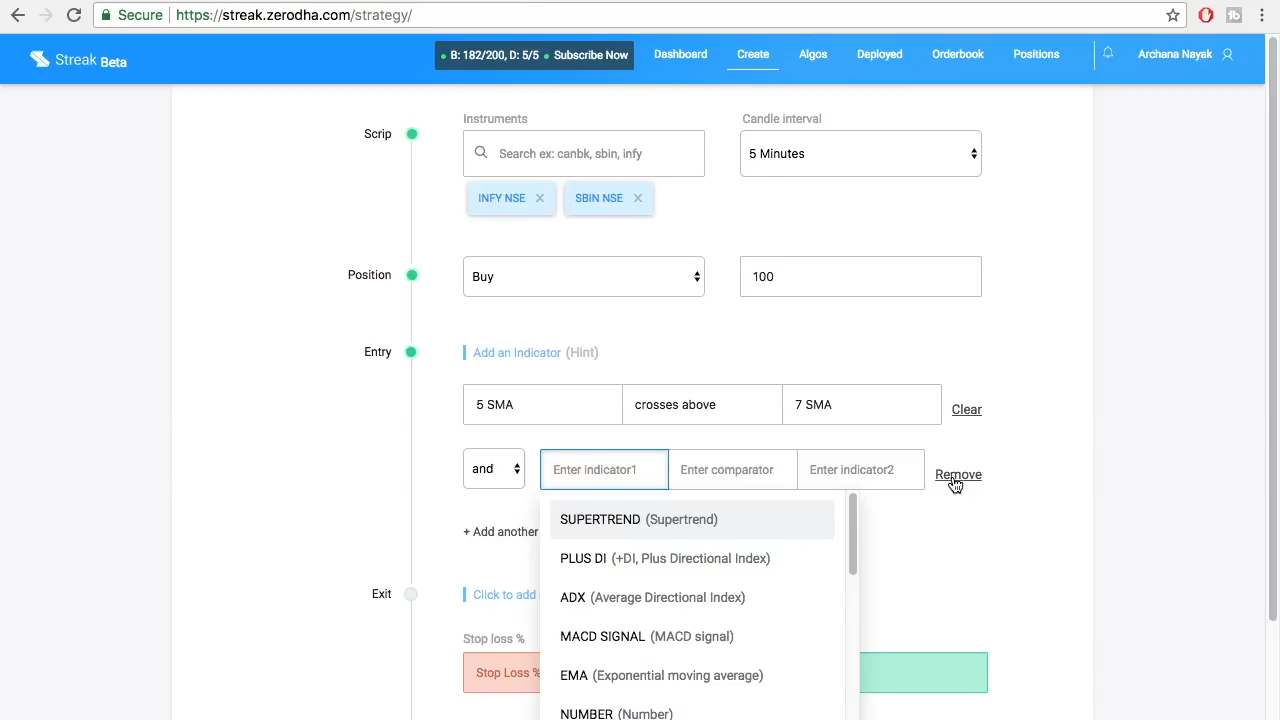 Secure https://streak.zerodha.com/strategy/
Streak Beta
B: 182/200, D: 5/5 Subscribe Now Dashboard Create Algos Deployed Orderbook Positions Archana Nayak
Instruments Candle interval
Scrip Search ex: canbk, sbin, infy 5 Minutes
INFY NSE SBIN NSE
Position Buy 100
Entry Add an Indicator (Hint)
5 SMA crosses above 7 SMA Clear
and Enter indicator1 Enter comparator Enter indicator2 Remove
SUPERTREND (Supertrend)
+ Add another
PLUS DI (+DI, Plus Directional Index)
Exit Click to add
ADX (Average Directional Index)
Stop loss % MACD SIGNAL (MACD signal)
Stop Loss % EMA (Exponential moving average)
NUMBER (Number)